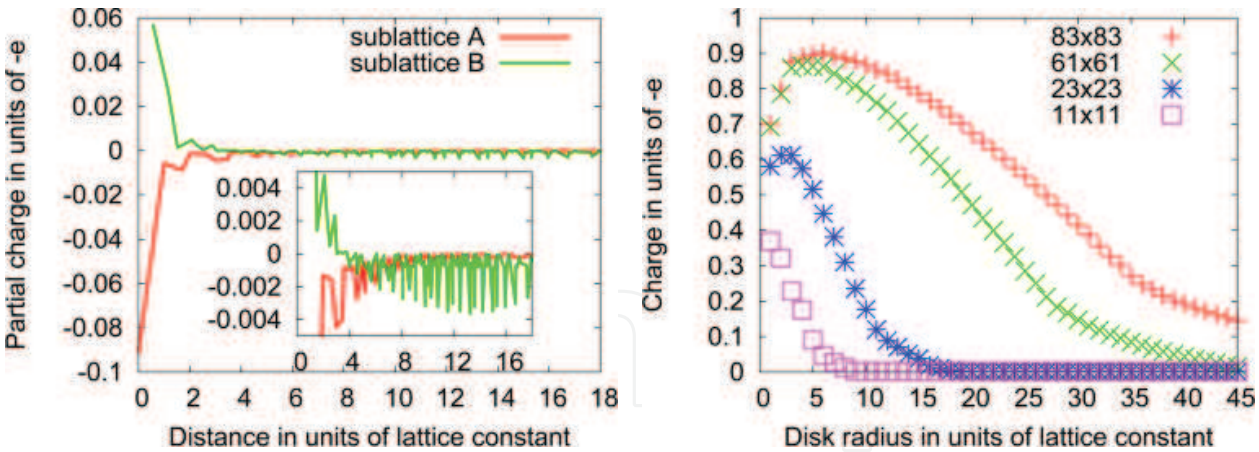 Partial charge in units of -e
0.06
0.04
0.02
0
-0.02
-0.04
-0.06
-0.08
-0.1
sublattice A
sublattice B
0.004
0.002
0
-0.002
-0.004
0 4 8 12 16
0 2 4 6 8 10 12 14 16 18
Distance in units of lattice constant
Charge in units of -e
1
0.9
0.8
0.7
0.6
0.5
0.4
0.3
0.2
0.1
0
83x83
61x61
23x23
11x11
0 5 10 15 20 25 30 35 40 45
Disk radius in units of lattice constant